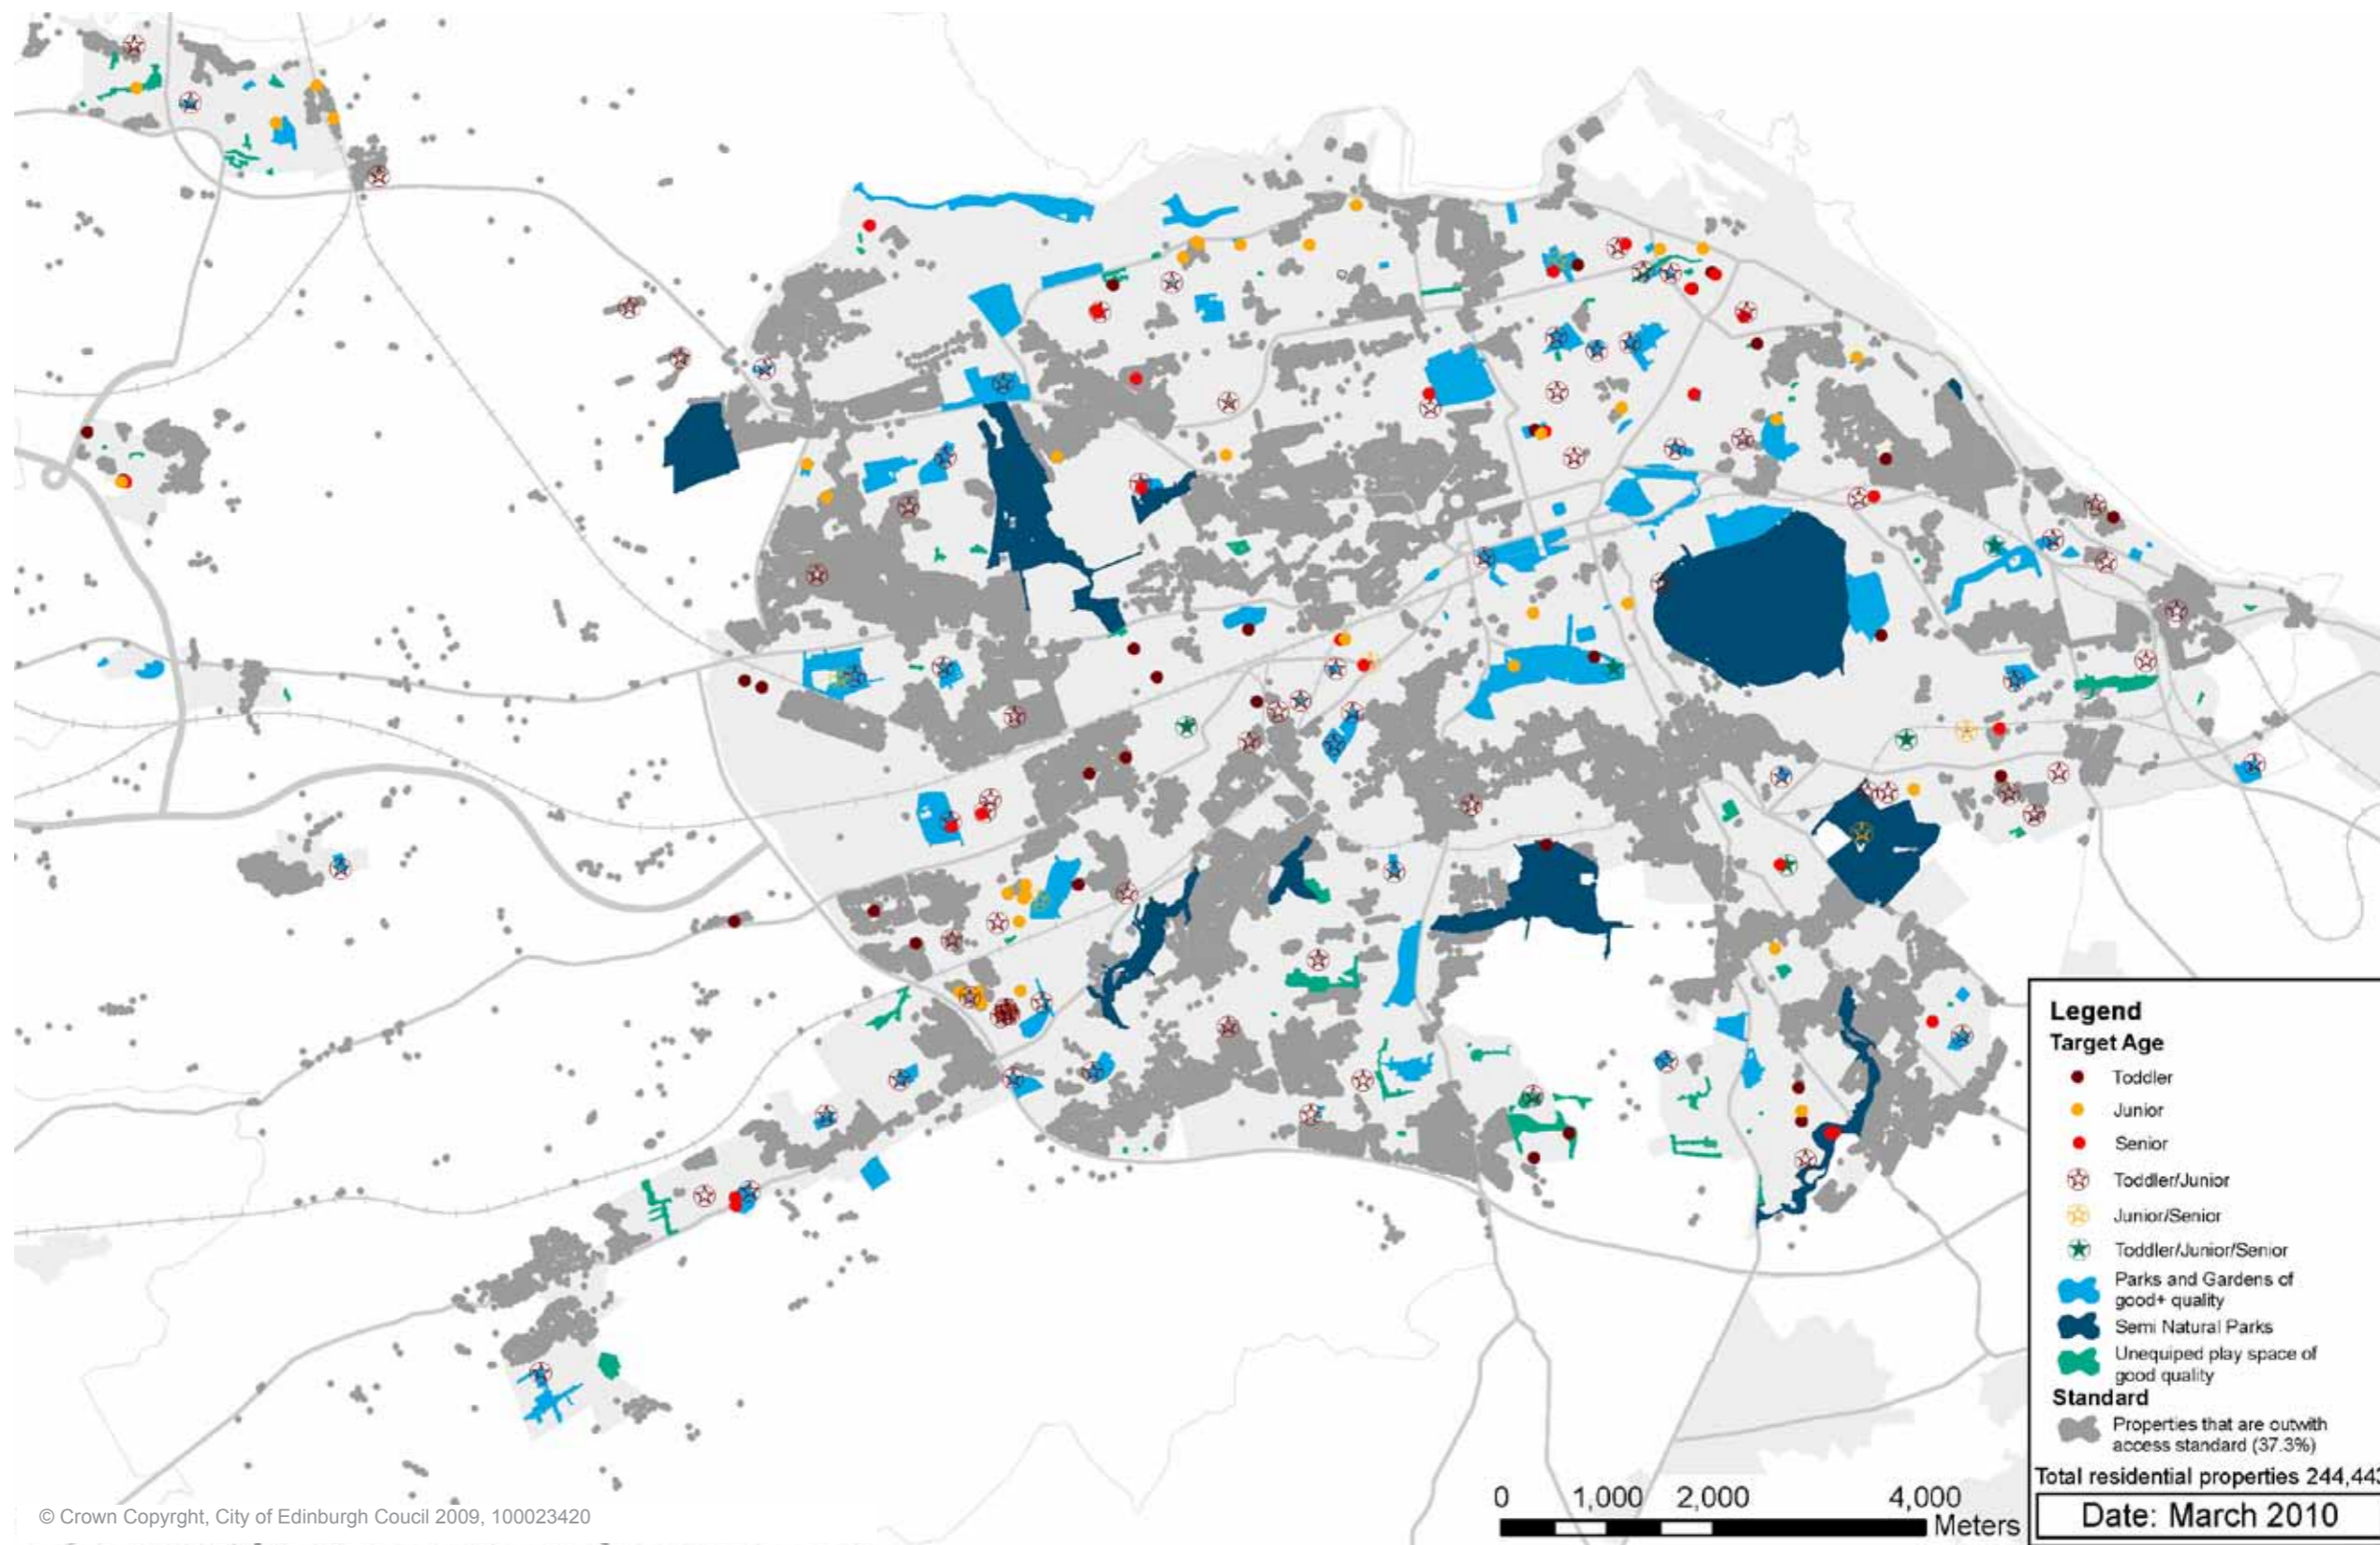 Legend
Target Age
Toddler
Junior
Senior
Toddler/Junior
Junior/Senior
Toddler/Junior/Senior
Parks and Gardens of
good+ quality
Semi Natural Parks
Unequiped play space of
good quality
Standard
Properties that are outwith
access standard (37.3%)
Total residential properties 244,443
Date: March 2010
0 1,000 2,000 4,000
Meters
© Crown Copyrght, City of Edinburgh Coucil 2009, 100023420